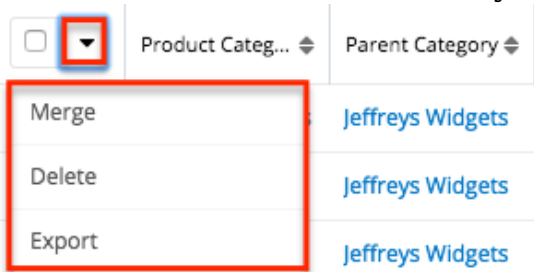 Product Categ... Parent Category
Merge
Jeffreys Widgets
Delete
Jeffreys Widgets
Export
Jeffreys Widgets